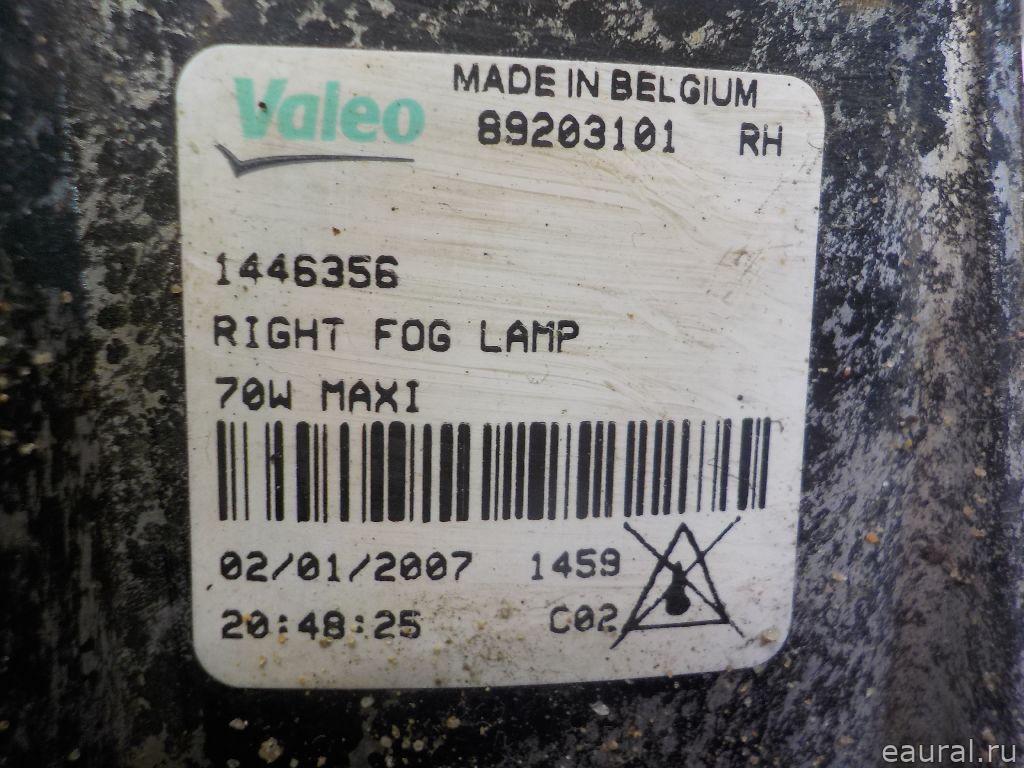 Valeo
MADE IN BELGIUM
89203101 RH
1446356
RIGHT FOG LAMP
70W MAXI
02/01/2007 1459
20:48:25 C02
eaural.ru